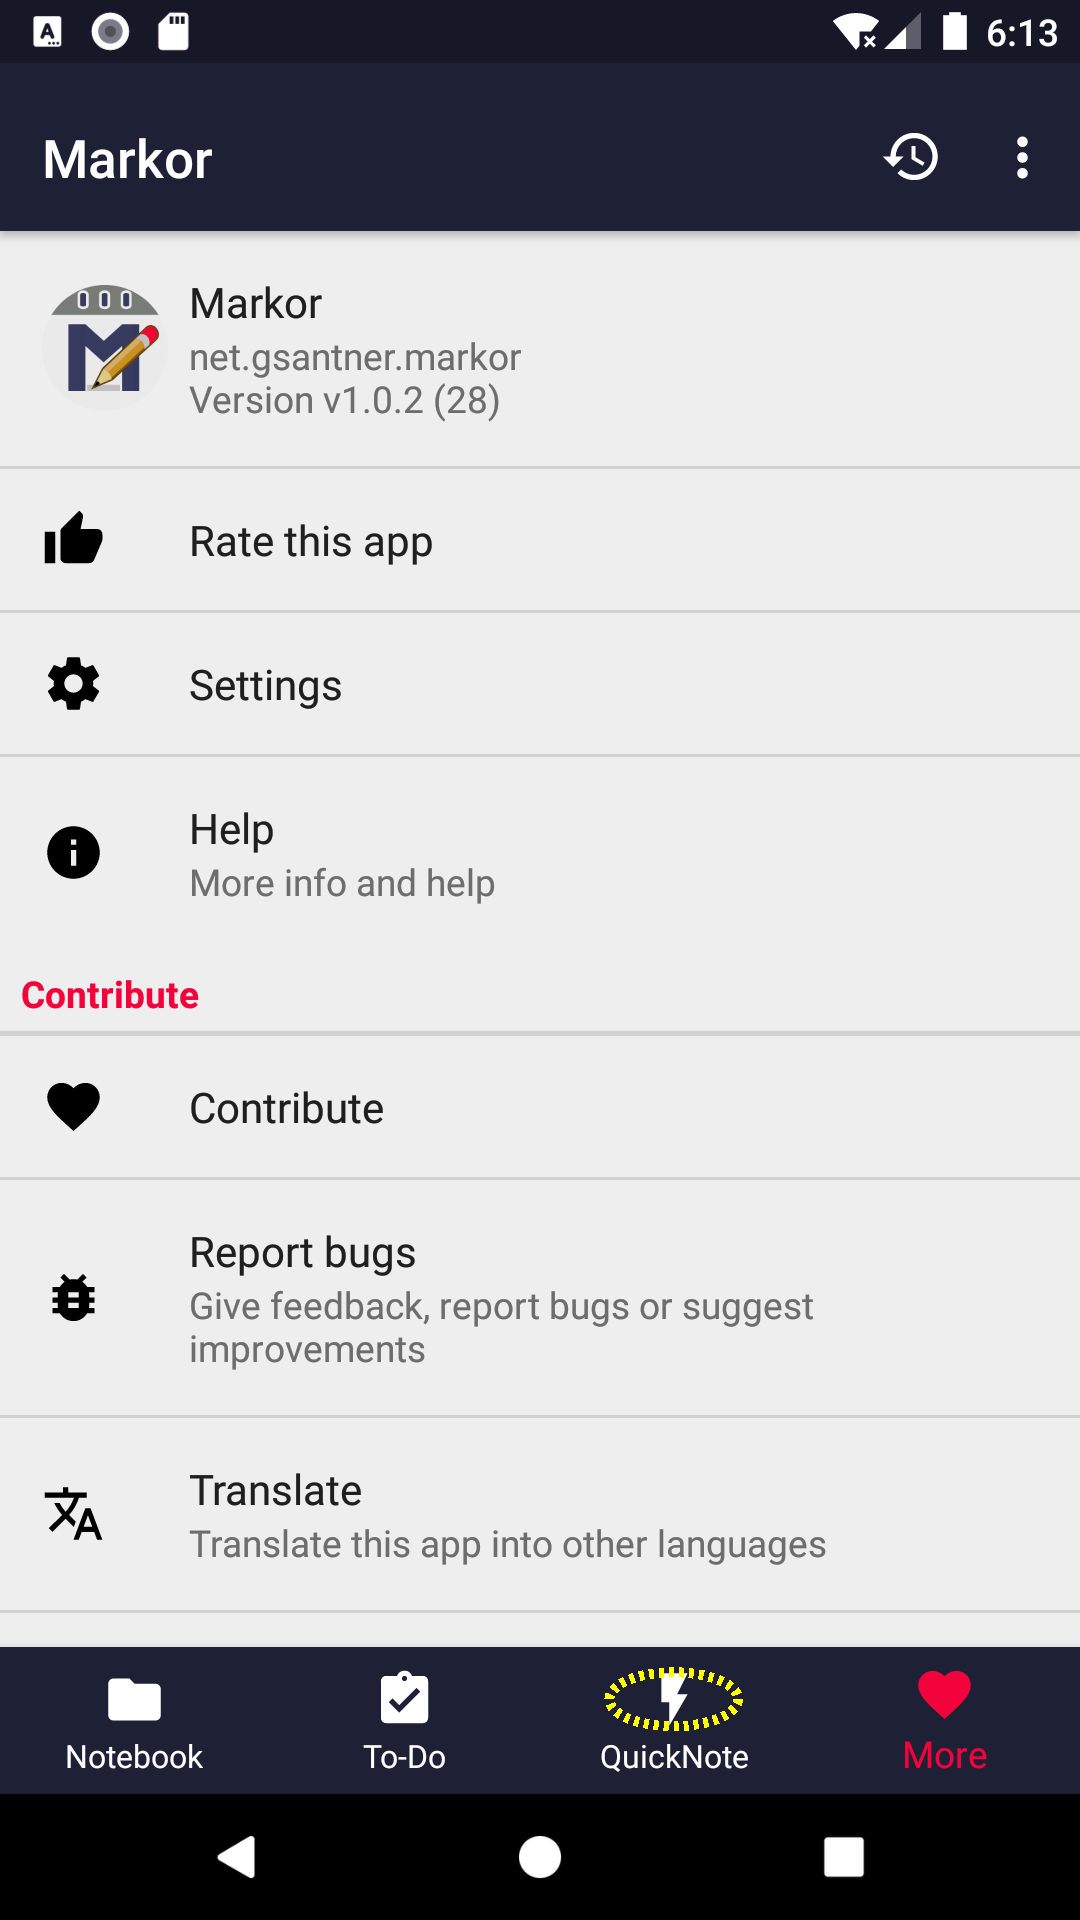 6:13
Markor
Markor
net.gsantner.markor
Version v1.0.2 (28)
Rate this app
Settings
Help
More info and help
Contribute
Contribute
Report bugs
Give feedback, report bugs or suggest
improvements
Translate
Translate this app into other languages
Notebook
To-Do
QuickNote
More